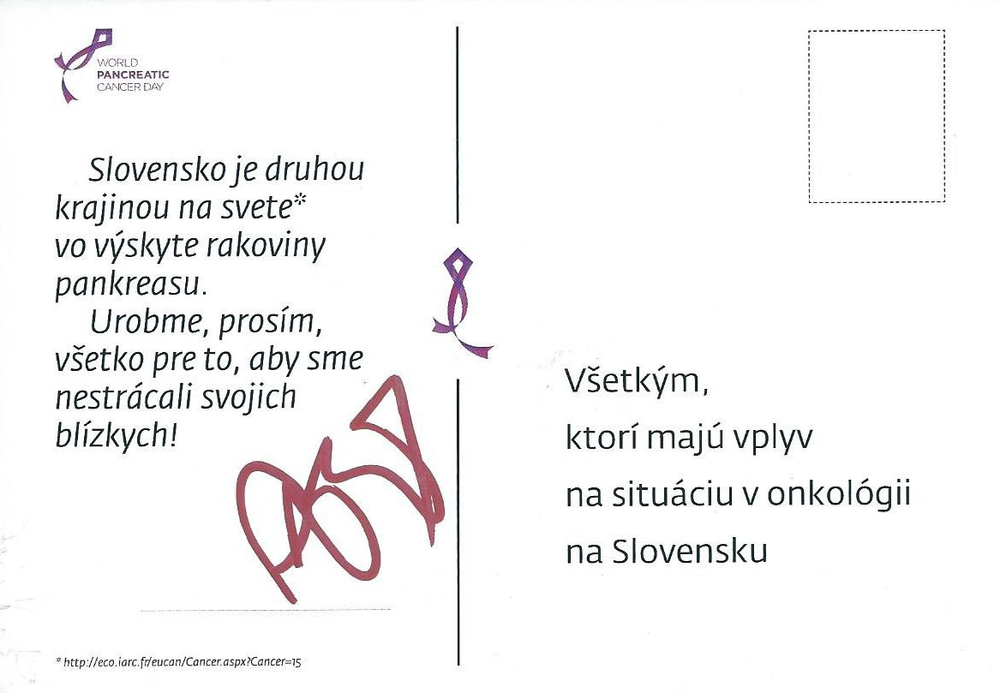 WORLD
PANCREATIC
CANCER DAY
Slovensko je druhou
krajinou na svete*
vo výskyte rakoviny
pankreasu.
Urobme, prosím,
všetko pre to, aby sme
nestrácali svojich
blízkych!
* http://eco.iarc.fr/eucan/Cancer.aspx?Cancer=15
Všetkým,
ktorí majú vplyv
na situáciu v onkológii
na Slovensku